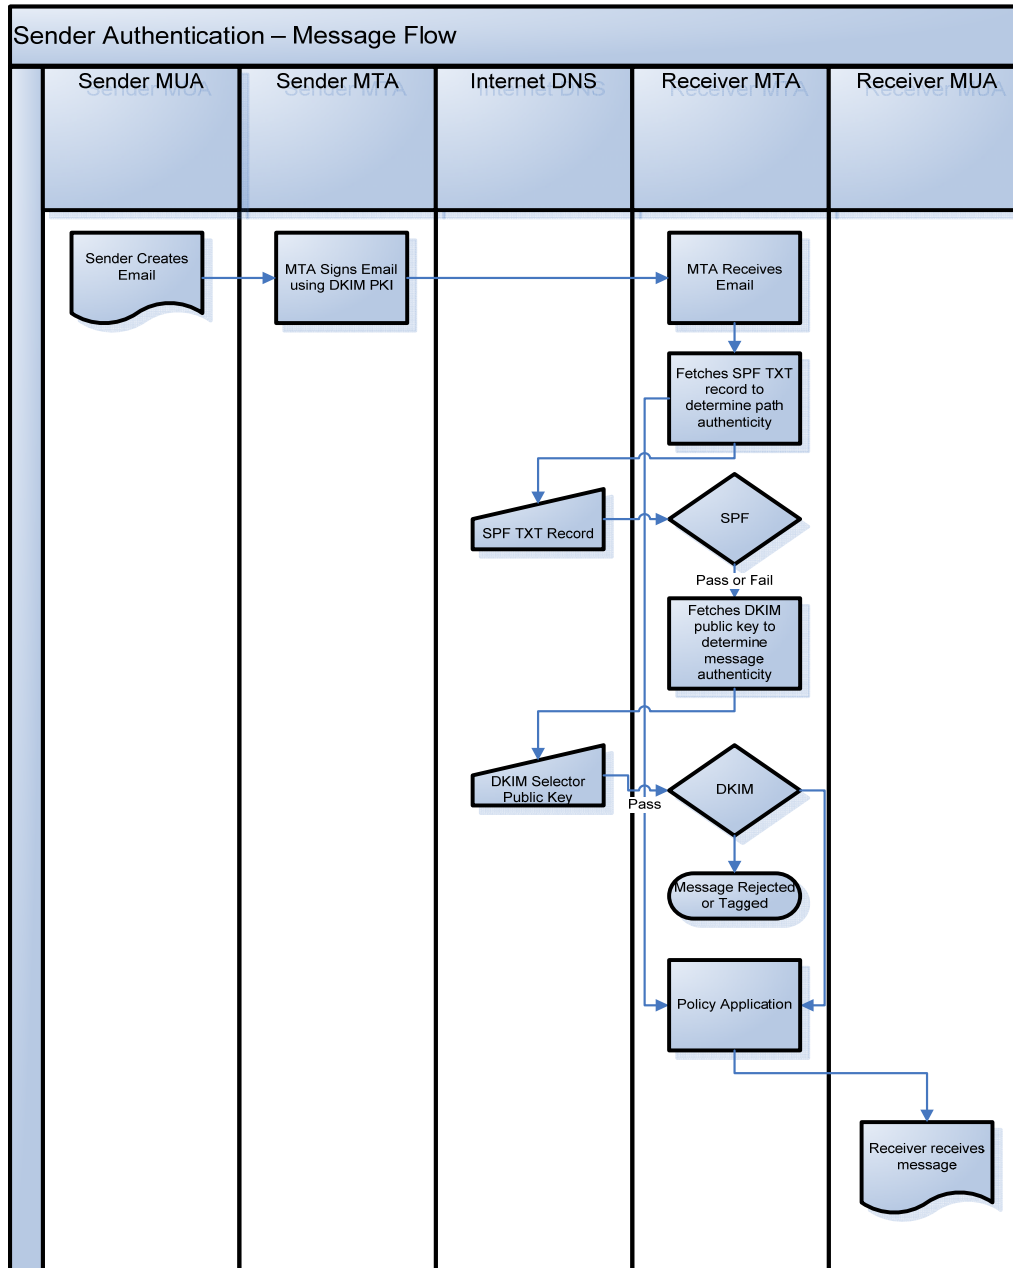 Sender Authentication – Message Flow
Sender MUA
Sender MTA
Internet DNS
Receiver MTA
Receiver MUA
Sender Creates
Email
MTA Signs Email
using DKIM PKI
MTA Receives
Email
Fetches SPF TXT
record to
determine path
authenticity
SPF TXT Record
SPF
Pass or Fail
Fetches DKIM
public key to
determine
message
authenticity
DKIM Selector
Public Key
Pass
DKIM
Message Rejected
or Tagged
Policy Application
Receiver receives
message